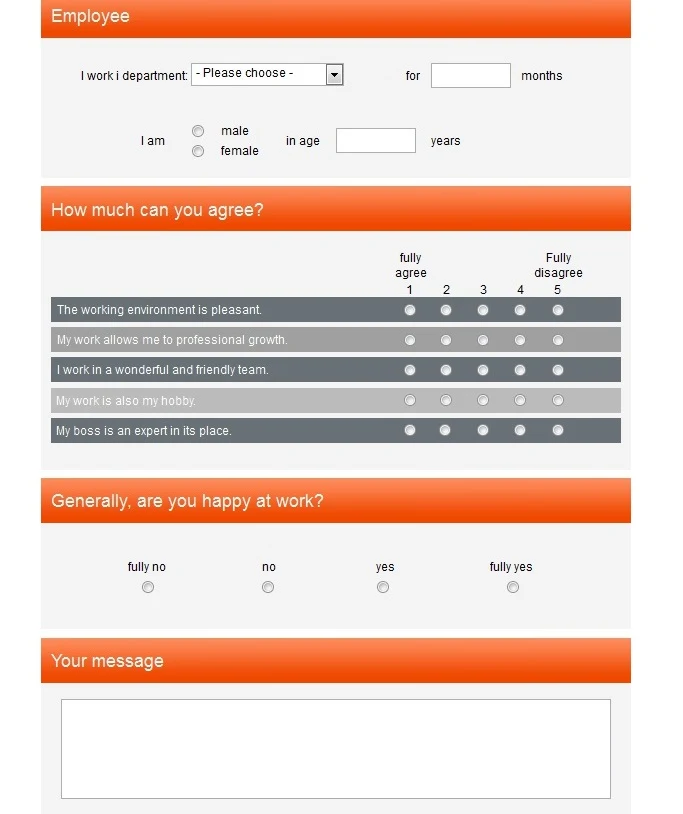 Employee
I work i department: - Please choose - for months
I am male
female in age years
How much can you agree?
fully agree Fully disagree
1 2 3 4 5
The working environment is pleasant.
My work allows me to professional growth.
I work in a wonderful and friendly team.
My work is also my hobby.
My boss is an expert in its place.
Generally, are you happy at work?
fully no no yes fully yes
Your message